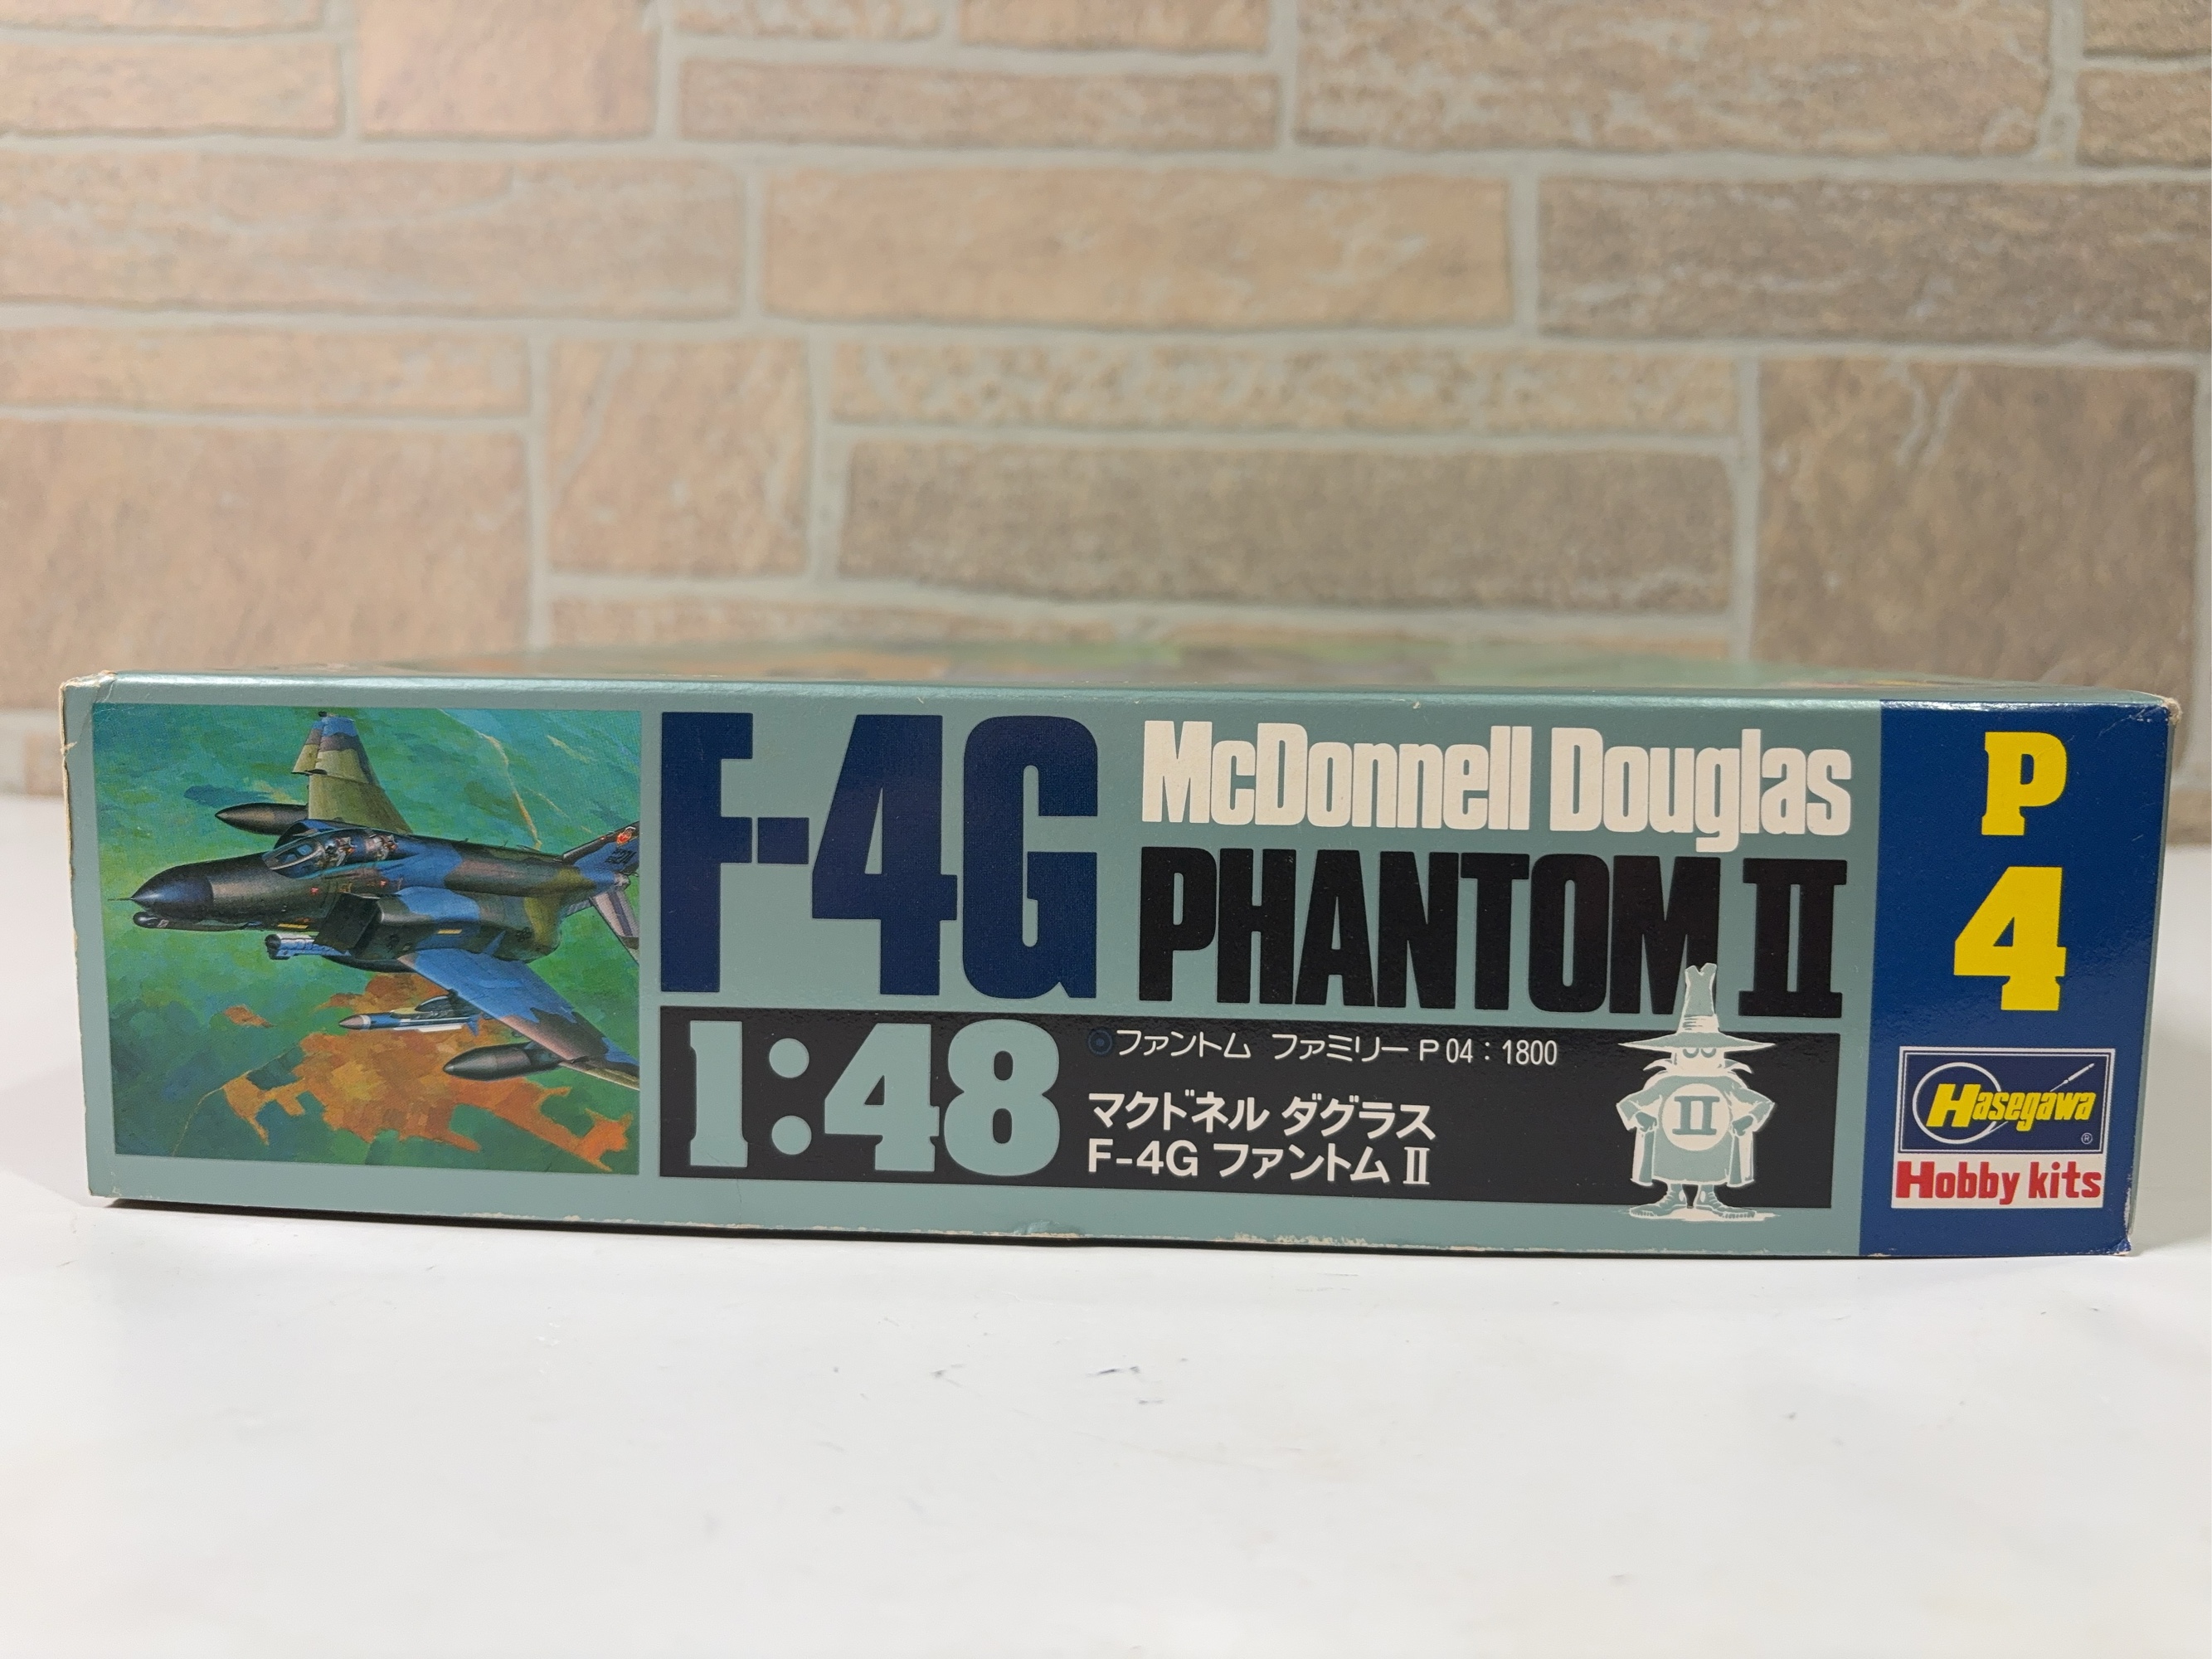 F-4G
McDonnell Douglas
PHANTOM II
1:48
ファントム ファミリー P 04 : 1800
マクドネル ダグラス
F-4G ファントム II
II
P
4
Hasegawa ®
Hobby kits